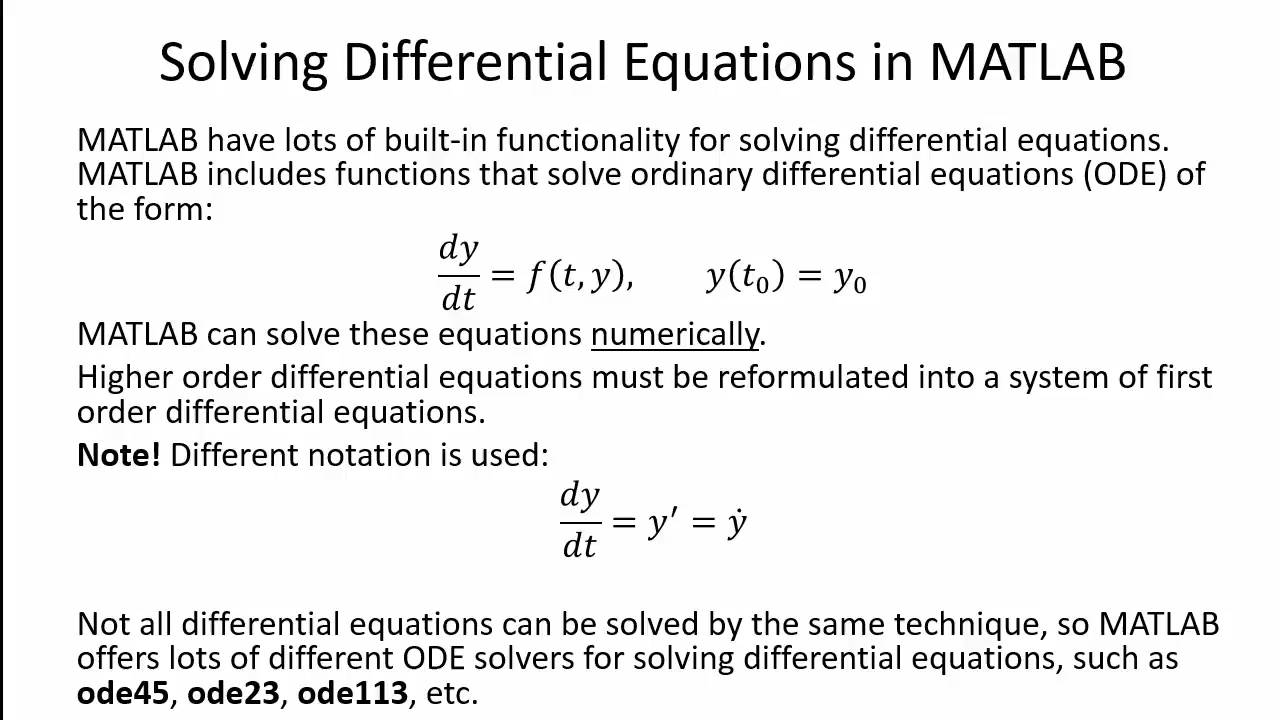 Solving Differential Equations in MATLAB
MATLAB have lots of built-in functionality for solving differential equations.
MATLAB includes functions that solve ordinary differential equations (ODE) of
the form:
dy/dt = f(t, y),  y(t₀) = y₀
MATLAB can solve these equations numerically.
Higher order differential equations must be reformulated into a system of first
order differential equations.
Note! Different notation is used:
dy/dt = y′ = ẏ
Not all differential equations can be solved by the same technique, so MATLAB
offers lots of different ODE solvers for solving differential equations, such as
ode45, ode23, ode113, etc.